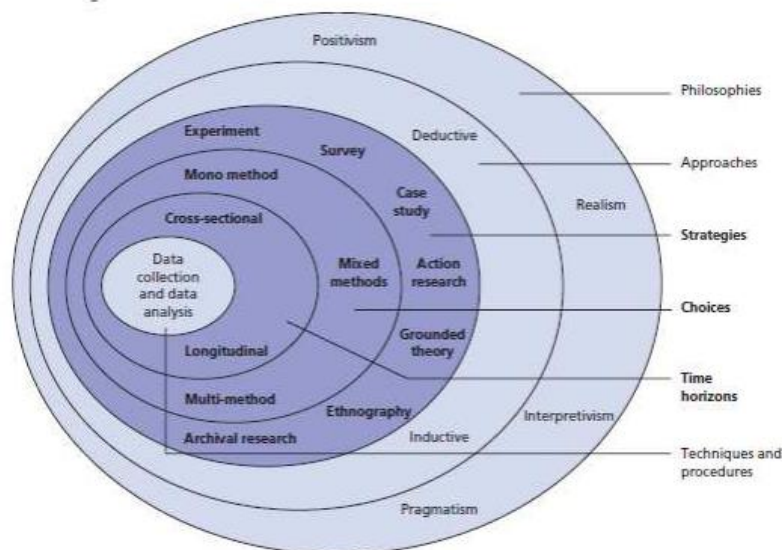 Positivism
Philosophies
Experiment
Deductive
Survey
Approaches
Mono method
Case
study
Realism
Cross-sectional
Strategies
Data
collection
and data
analysis
Mixed
methods
Action
research
Choices
Grounded
theory
Longitudinal
Time
horizons
Multi-method
Ethnography
Interpretivism
Archival research
Inductive
Techniques and
procedures
Pragmatism